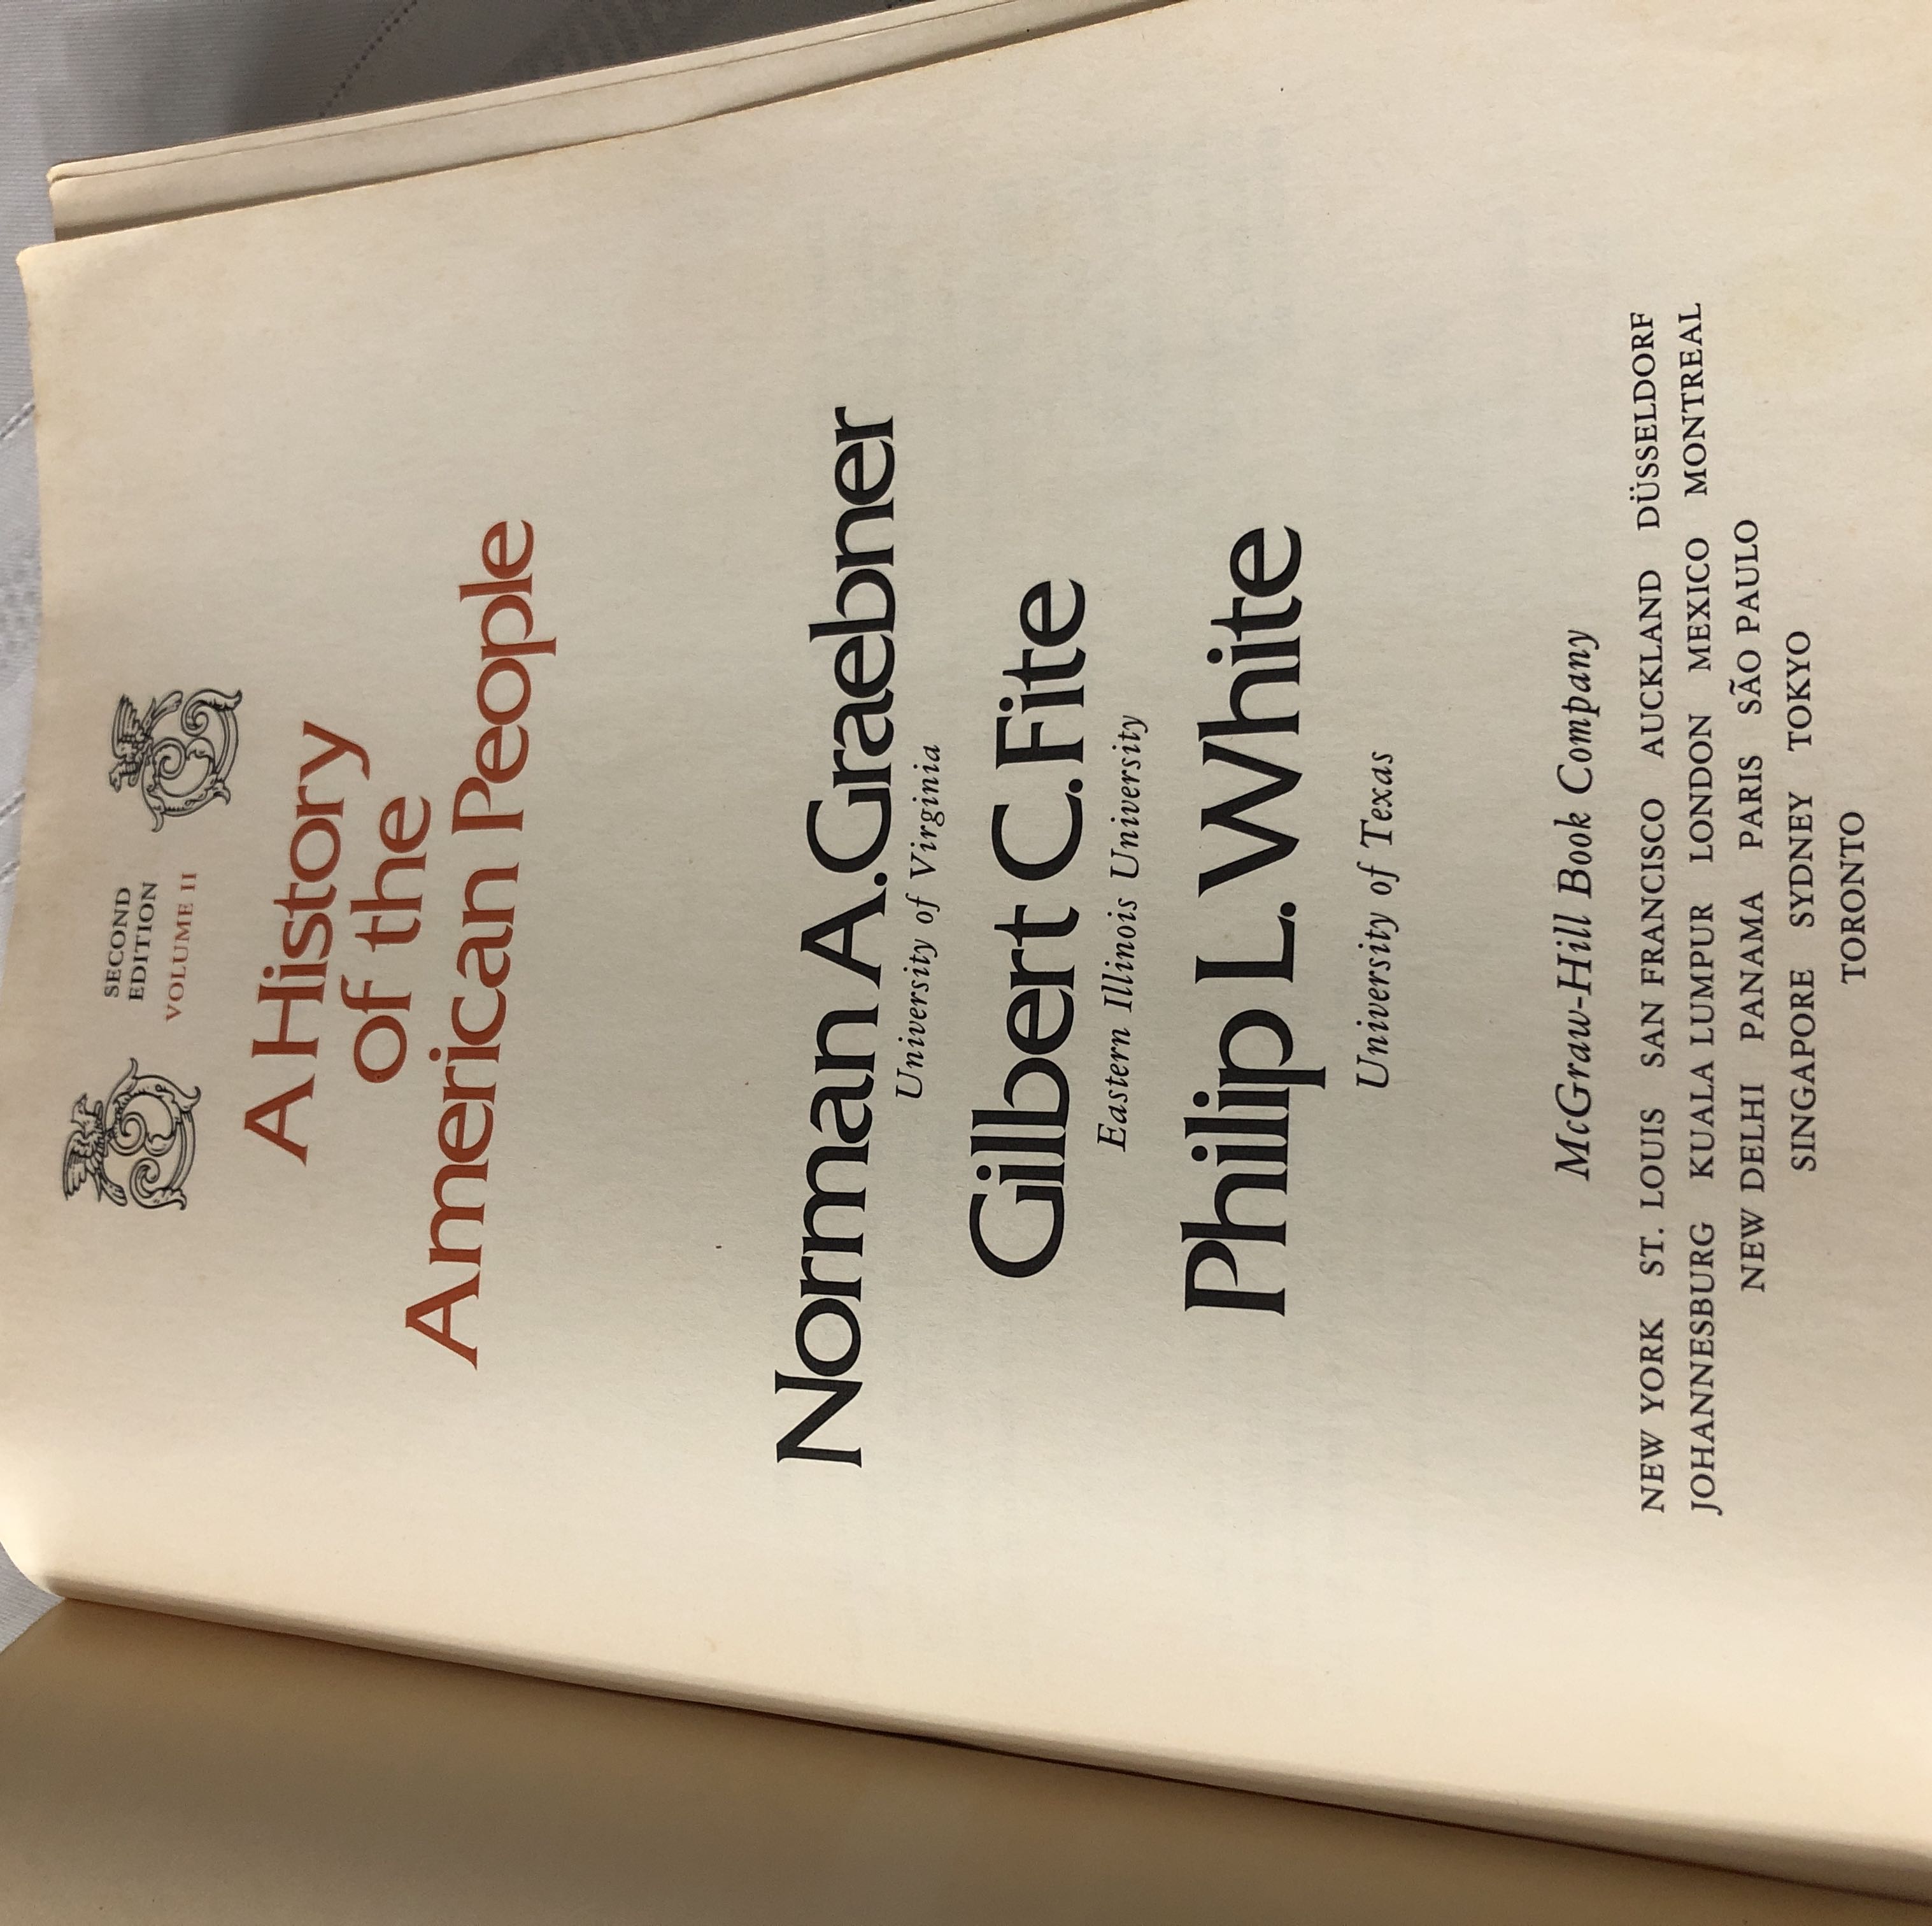 SECOND
EDITION
VOLUME II
A History
of the
American People
Norman A. Graebner
University of Virginia
Gilbert C. Fite
Eastern Illinois University
Philip L. White
University of Texas
McGraw-Hill Book Company
NEW YORK ST. LOUIS SAN FRANCISCO AUCKLAND DÜSSELDORF
JOHANNESBURG KUALA LUMPUR LONDON MEXICO MONTREAL
NEW DELHI PANAMA PARIS SÃO PAULO
SINGAPORE SYDNEY TOKYO
TORONTO